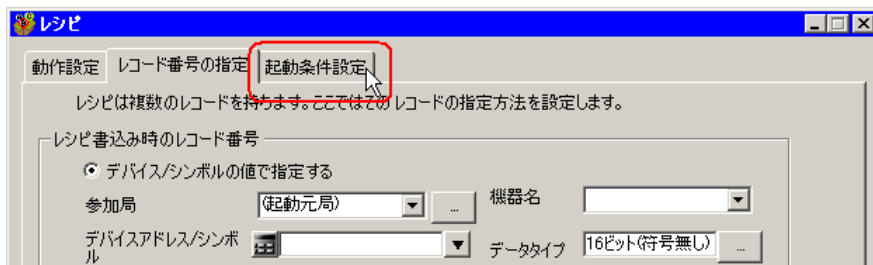 レシピ
動作設定 レコード番号の指定 起動条件設定
レシピは複数のレコードを持ちます。ここではそのレコードの指定方法を設定します。
レシピ書込み時のレコード番号
デバイス/シンボルの値で指定する
参加局 (起動元局) ... 機器名
デバイスアドレス/シンボ
ル データタイプ 16ビット(符号無し) ...